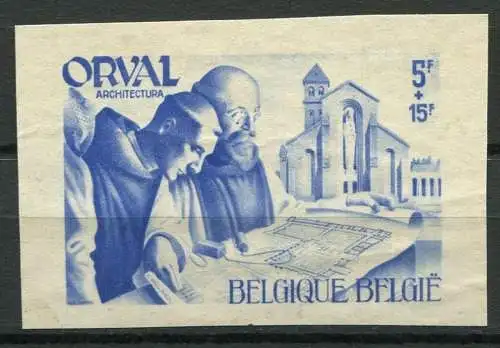 ORVAL
ARCHITECTURA
5F
+
15F
BELGIQUE BELGIË